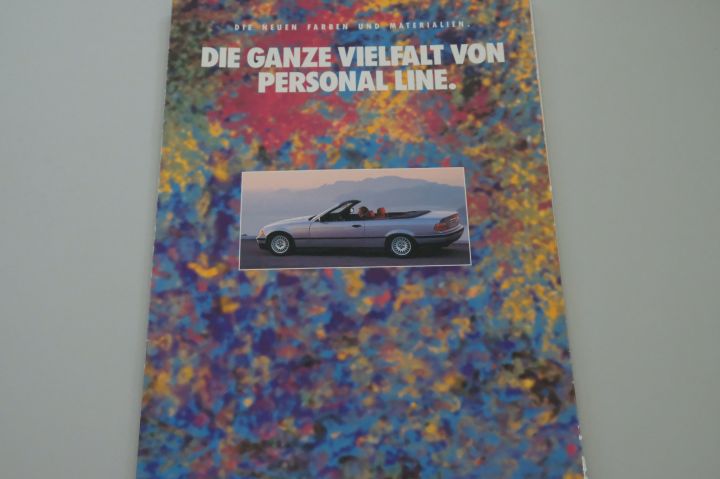 DIE NEUEN FARBEN UND MATERIALIEN.
DIE GANZE VIELFALT VON
PERSONAL LINE.